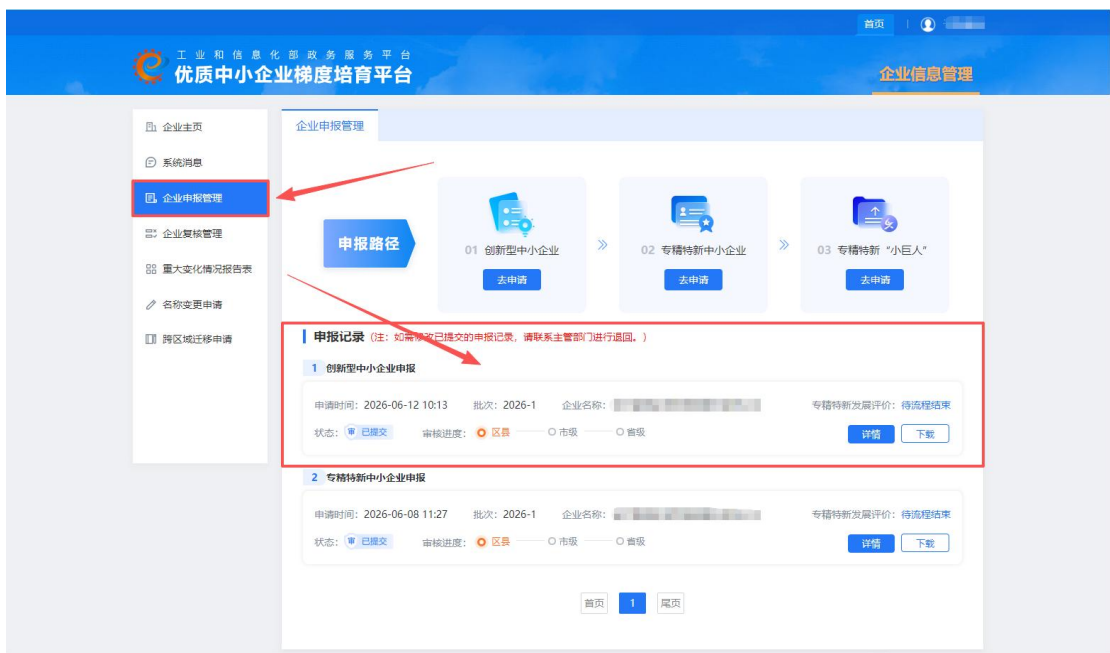 首页
工业和信息化部政务服务平台
优质中小企业梯度培育平台
企业信息管理
企业主页
系统消息
企业申报管理
企业复核管理
重大变化情况报告表
名称变更申请
跨区域迁移申请
企业申报管理
申报路径
01 创新型中小企业
去申请
02 专精特新中小企业
去申请
03 专精特新“小巨人”
去申请
申报记录 (注：如需修改已提交的申报记录，请联系主管部门进行退回。)
1 创新型中小企业申报
申请时间：2026-06-12 10:13 批次：2026-1 企业名称： 专精特新发展评价：待流程结束
状态：审 已提交 审核进度：区县 市级 省级 详情 下载
2 专精特新中小企业申报
申请时间：2026-06-08 11:27 批次：2026-1 企业名称： 专精特新发展评价：待流程结束
状态：审 已提交 审核进度：区县 市级 省级 详情 下载
首页 1 尾页